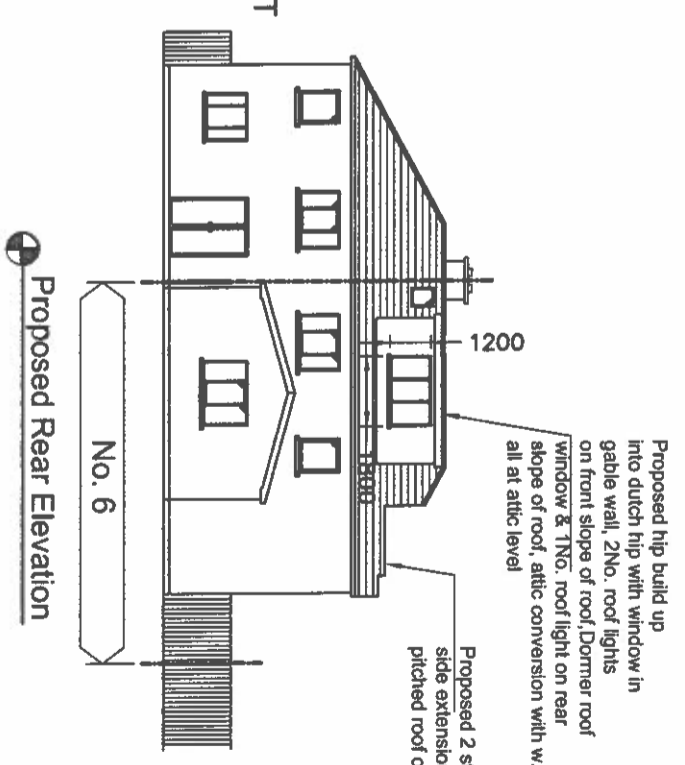 Proposed hip build up
into dutch hip with window in
gable wall, 2No. roof lights
on front slope of roof,Dormer roof
window & 1No. roof light on rear
slope of roof, attic conversion with
all at attic level
Proposed 2
side
pitched roof
1200
No. 6
Proposed Rear Elevation
T